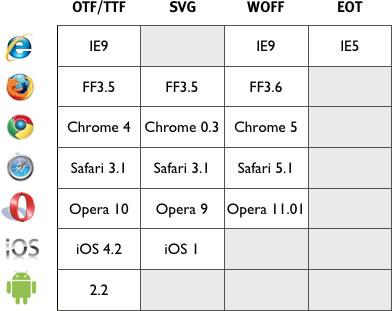 OTF/TTF SVG WOFF EOT
IE9 IE9 IE5
FF3.5 FF3.5 FF3.6
Chrome 4 Chrome 0.3 Chrome 5
Safari 3.1 Safari 3.1 Safari 5.1
Opera 10 Opera 9 Opera 11.01
iOS iOS 4.2 iOS 1
2.2